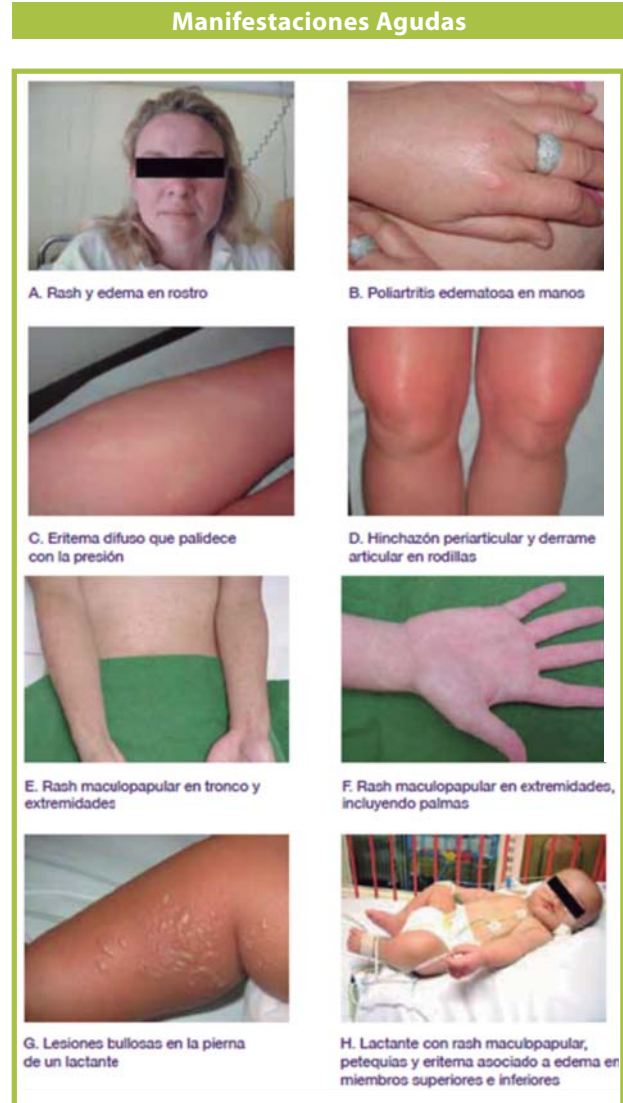 Manifestaciones Agudas
A. Rash y edema en rostro
B. Poliartritis edematosa en manos
C. Eritema difuso que palidece
con la presión
D. Hinchazón periarticular y derrame
articular en rodillas
E. Rash maculopapular en tronco y
extremidades
F. Rash maculopapular en extremidades,
incluyendo palmas
G. Lesiones bullosas en la pierna
de un lactante
H. Lactante con rash maculopapular,
petequias y eritema asociado a edema en
miembros superiores e inferiores